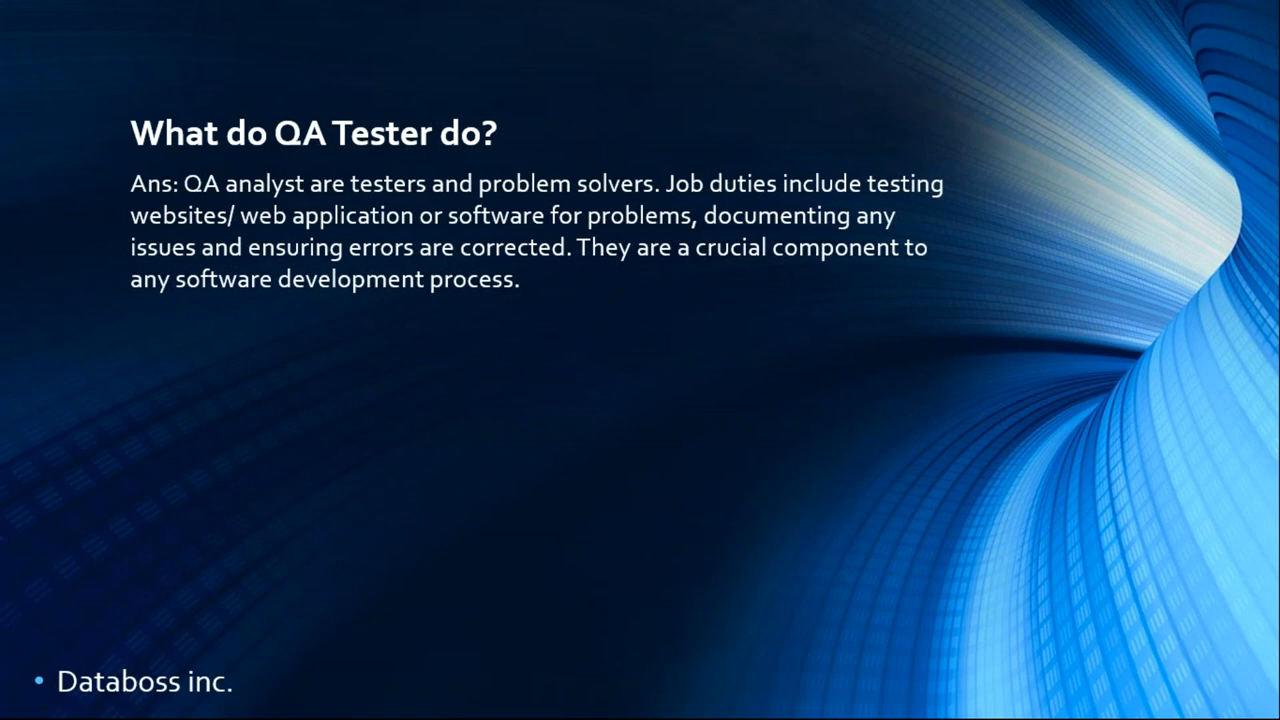 What do QA Tester do?
Ans: QA analyst are testers and problem solvers. Job duties include testing
websites/ web application or software for problems, documenting any
issues and ensuring errors are corrected. They are a crucial component to
any software development process.
• Databoss inc.